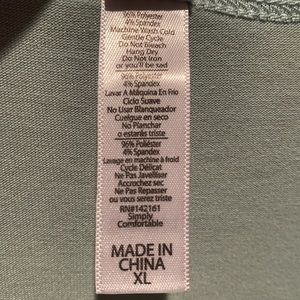 96% Polyester
4% Spandex
Machine Wash Cold
Gentle Cycle
Do Not Bleach
Hang Dry
Do Not Iron
or you'll be sad
96% Polyester
4% Spandex
Lavar A Máquina En Frio
Ciclo Suave
No Usar Blanqueador
Cuelgue en seco
No Planchar
o estarás triste
96% Poliéster
4% Spandex
Lavage en machine à froid
Cycle Délicat
Ne Pas Javelliser
Accrochez sec
Ne Pas Repasser
ou vous serez triste
RN#142161
Simply
Comfortable
MADE IN
CHINA
XL